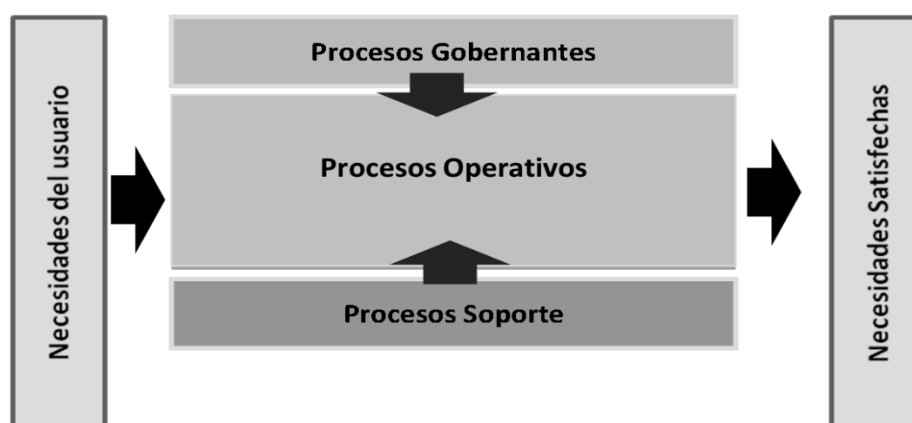 Necesidades del usuario
Procesos Gobernantes
Procesos Operativos
Procesos Soporte
Necesidades Satisfechas